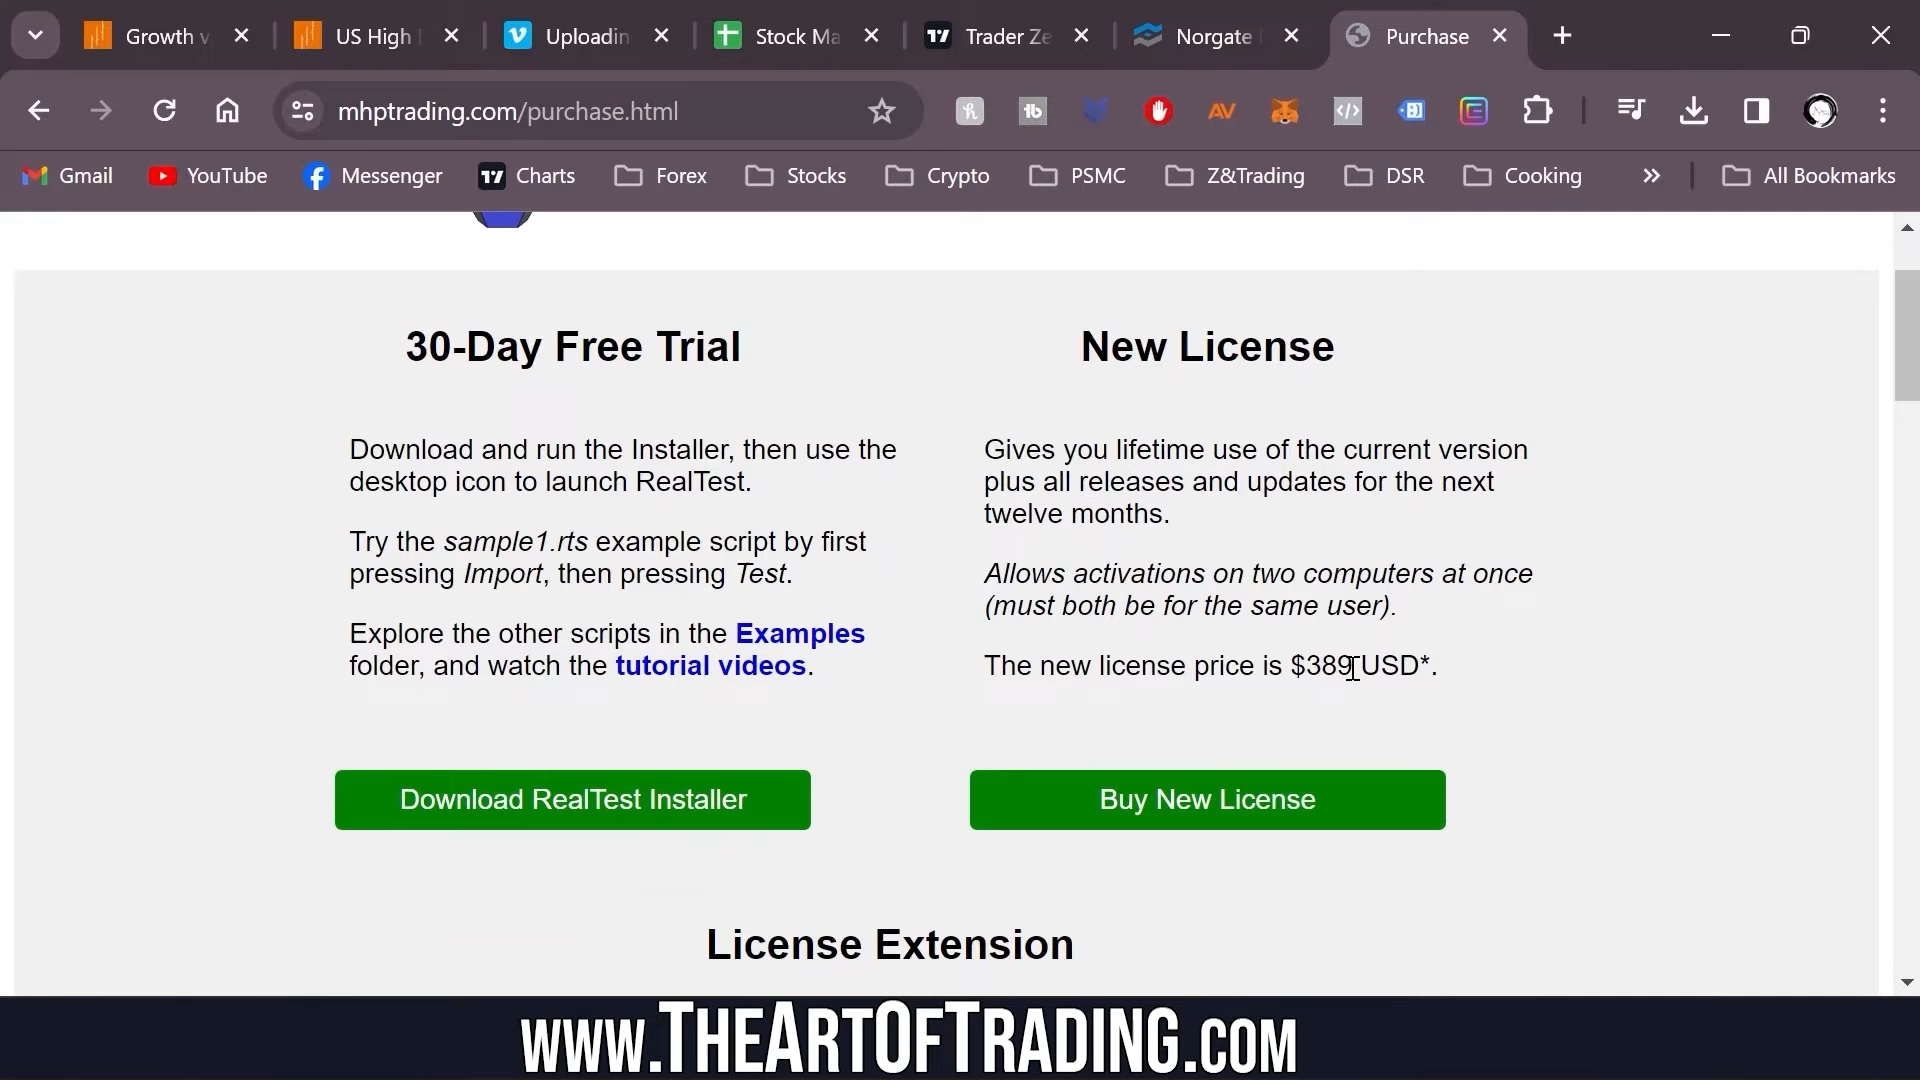 Growth v
US High
Uploadin
Stock Ma
Trader Ze
Norgate
Purchase
mhptrading.com/purchase.html
Gmail
YouTube
Messenger
Charts
Forex
Stocks
Crypto
PSMC
Z&Trading
DSR
Cooking
All Bookmarks
30-Day Free Trial
Download and run the Installer, then use the
desktop icon to launch RealTest.
Try the sample1.rts example script by first
pressing Import, then pressing Test.
Explore the other scripts in the Examples
folder, and watch the tutorial videos.
Download RealTest Installer
New License
Gives you lifetime use of the current version
plus all releases and updates for the next
twelve months.
Allows activations on two computers at once
(must both be for the same user).
The new license price is $389 USD*.
Buy New License
License Extension
www.TheArtOfTrading.com